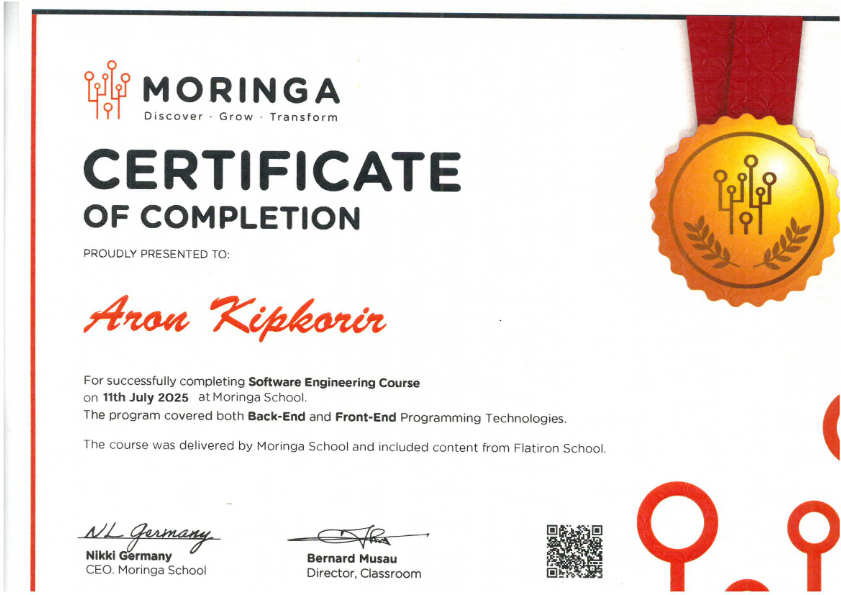 MORINGA
Discover · Grow · Transform
CERTIFICATE
OF COMPLETION
PROUDLY PRESENTED TO:
Aron Kipkorir
For successfully completing Software Engineering Course
on 11th July 2025 at Moringa School.
The program covered both Back-End and Front-End Programming Technologies.
The course was delivered by Moringa School and included content from Flatiron School.
NL Germany
Nikki Germany
CEO. Moringa School
Bernard Musau
Director, Classroom